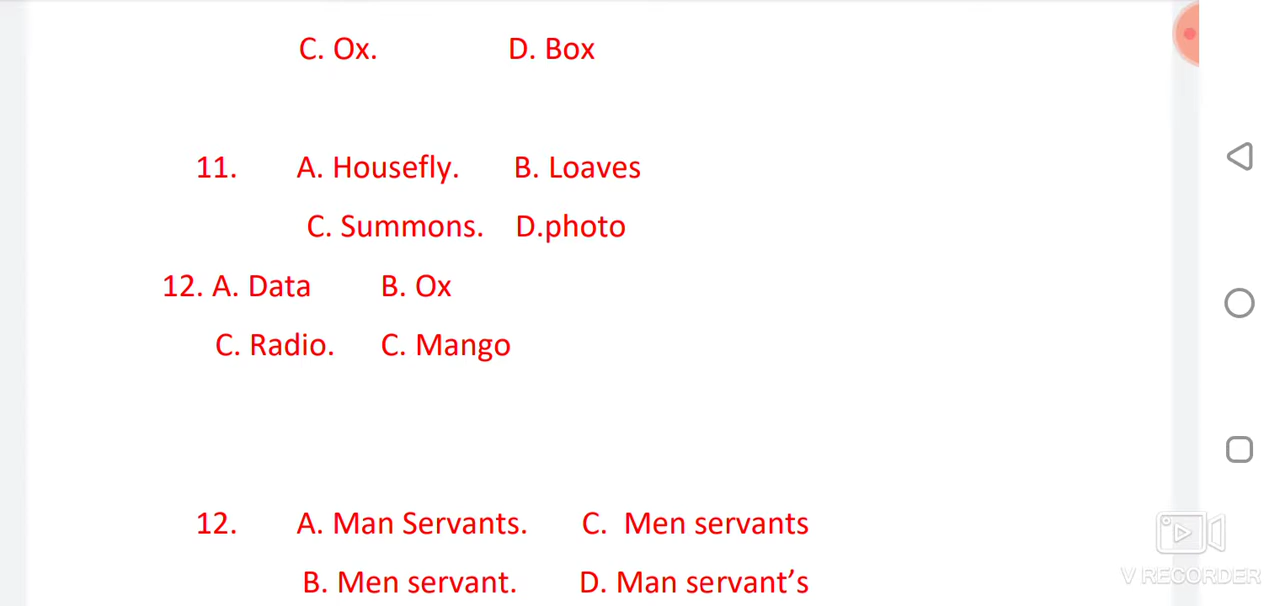 C. Ox. D. Box
11. A. Housefly. B. Loaves
C. Summons. D.photo
12. A. Data B. Ox
C. Radio. C. Mango
12. A. Man Servants. C. Men servants
B. Men servant. D. Man servant’s
V RECORDER